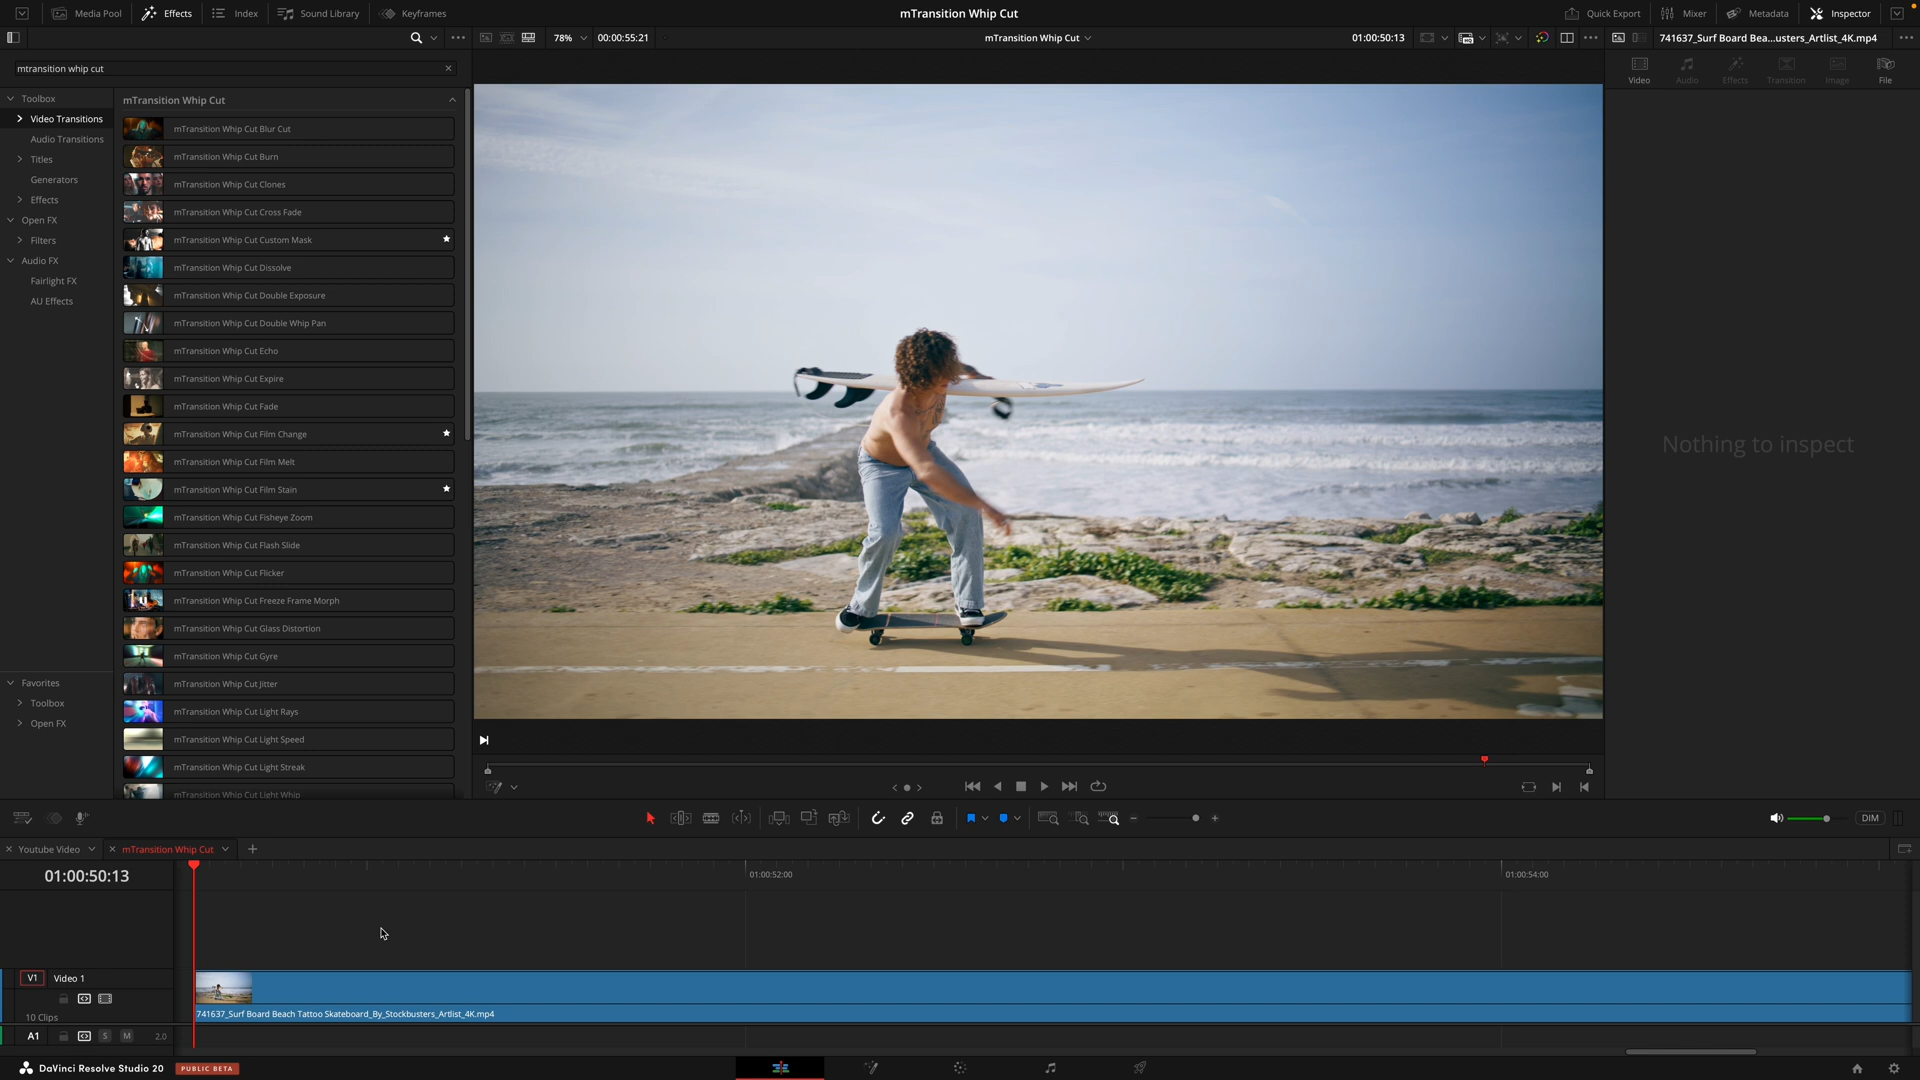 Media Pool
Effects
Index
Sound Library
Keyframes
mTransition Whip Cut
Quick Export
Mixer
Metadata
Inspector
78%
00:00:55:21
mTransition Whip Cut
01:00:50:13
741637_Surf Board Bea...usters_Artlist_4K.mp4
mtransition whip cut
Video
Audio
Effects
Transition
Image
File
Toolbox
Video Transitions
Audio Transitions
Titles
Generators
Effects
Open FX
Filters
Audio FX
Fairlight FX
AU Effects
Favorites
Toolbox
Open FX
mTransition Whip Cut
mTransition Whip Cut Blur Cut
mTransition Whip Cut Burn
mTransition Whip Cut Clones
mTransition Whip Cut Cross Fade
mTransition Whip Cut Custom Mask
mTransition Whip Cut Dissolve
mTransition Whip Cut Double Exposure
mTransition Whip Cut Double Whip Pan
mTransition Whip Cut Echo
mTransition Whip Cut Expire
mTransition Whip Cut Fade
mTransition Whip Cut Film Change
mTransition Whip Cut Film Melt
mTransition Whip Cut Film Stain
mTransition Whip Cut Fisheye Zoom
mTransition Whip Cut Flash Slide
mTransition Whip Cut Flicker
mTransition Whip Cut Freeze Frame Morph
mTransition Whip Cut Glass Distortion
mTransition Whip Cut Gyre
mTransition Whip Cut Jitter
mTransition Whip Cut Light Rays
mTransition Whip Cut Light Speed
mTransition Whip Cut Light Streak
mTransition Whip Cut Light Whip
Nothing to inspect
DIM
Youtube Video
mTransition Whip Cut
01:00:50:13
01:00:52:00
01:00:54:00
V1
Video 1
10 Clips
741637_Surf Board Beach Tattoo Skateboard_By_Stockbusters_Artlist_4K.mp4
A1
S
M
2.0
DaVinci Resolve Studio 20
PUBLIC BETA